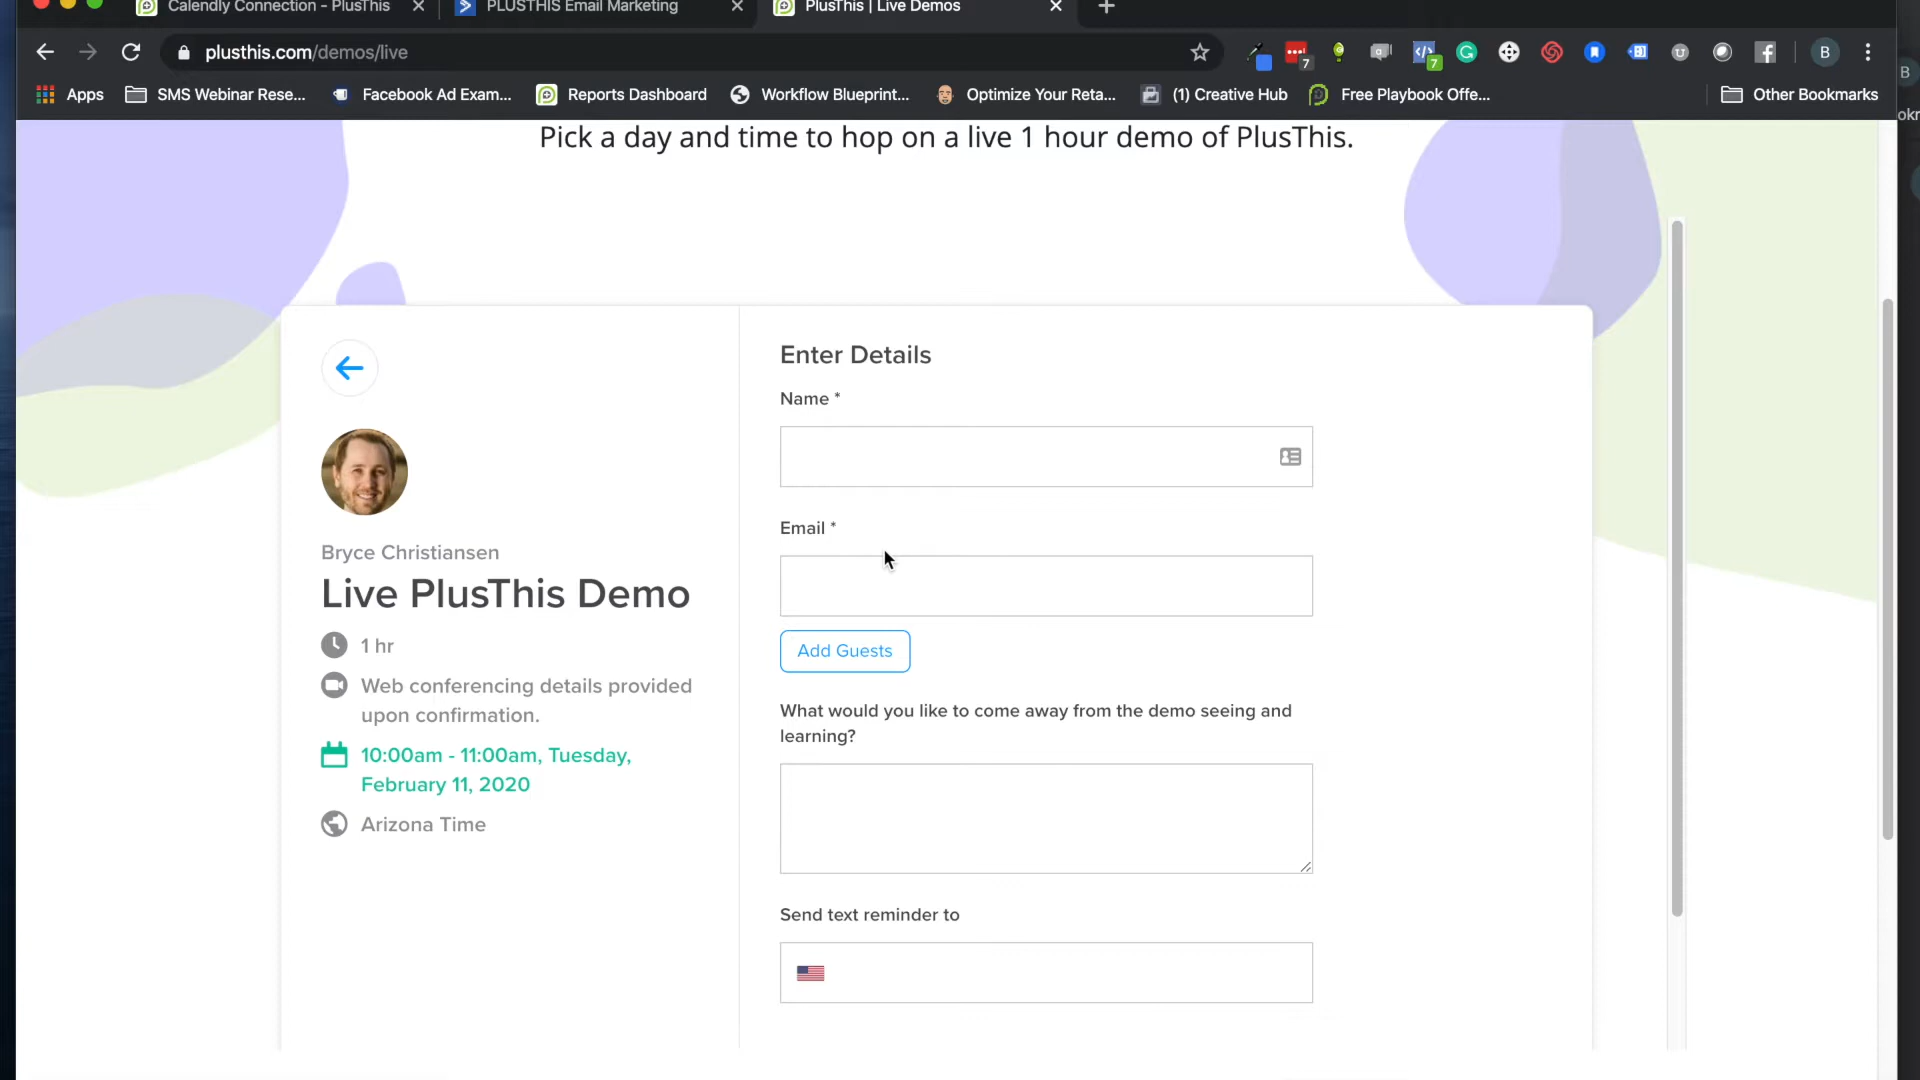 Calendly Connection - PlusThis
PLUSTHIS Email Marketing
PlusThis | Live Demos
plusthis.com/demos/live
7
7
B
Apps
SMS Webinar Rese...
Facebook Ad Exam...
Reports Dashboard
Workflow Blueprint...
Optimize Your Reta...
(1) Creative Hub
Free Playbook Offe...
Other Bookmarks
Pick a day and time to hop on a live 1 hour demo of PlusThis.
Bryce Christiansen
Live PlusThis Demo
1 hr
Web conferencing details provided
upon confirmation.
10:00am - 11:00am, Tuesday,
February 11, 2020
Arizona Time
Enter Details
Name *
Email *
Add Guests
What would you like to come away from the demo seeing and
learning?
Send text reminder to